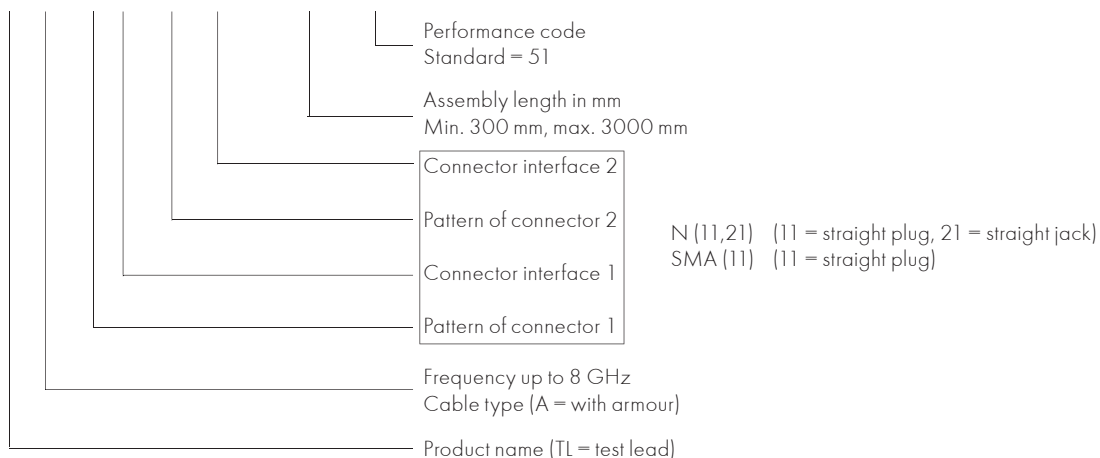 Performance code
Standard = 51
Assembly length in mm
Min. 300 mm, max. 3000 mm
Connector interface 2
Pattern of connector 2
N (11,21) (11 = straight plug, 21 = straight jack)
SMA (11) (11 = straight plug)
Connector interface 1
Pattern of connector 1
Frequency up to 8 GHz
Cable type (A = with armour)
Product name (TL = test lead)